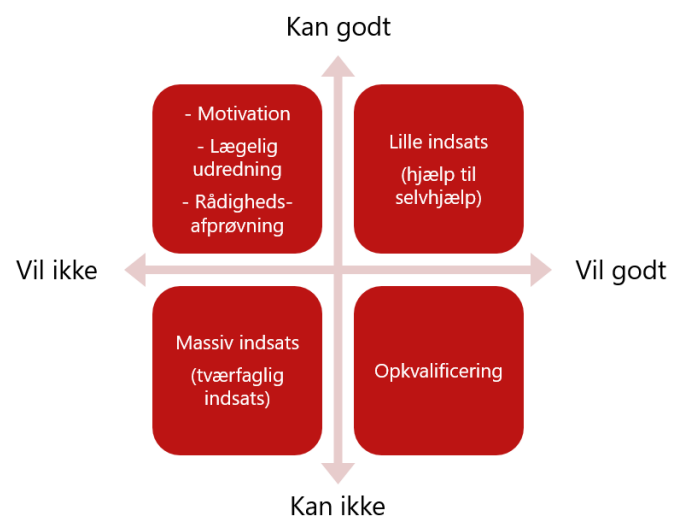 Kan godt
- Motivation
- Lægelig
udredning
- Rådigheds-
afprøvning
Lille indsats
(hjælp til
selvhjælp)
Vil ikke
Vil godt
Massiv indsats
(tværfaglig
indsats)
Opkvalificering
Kan ikke